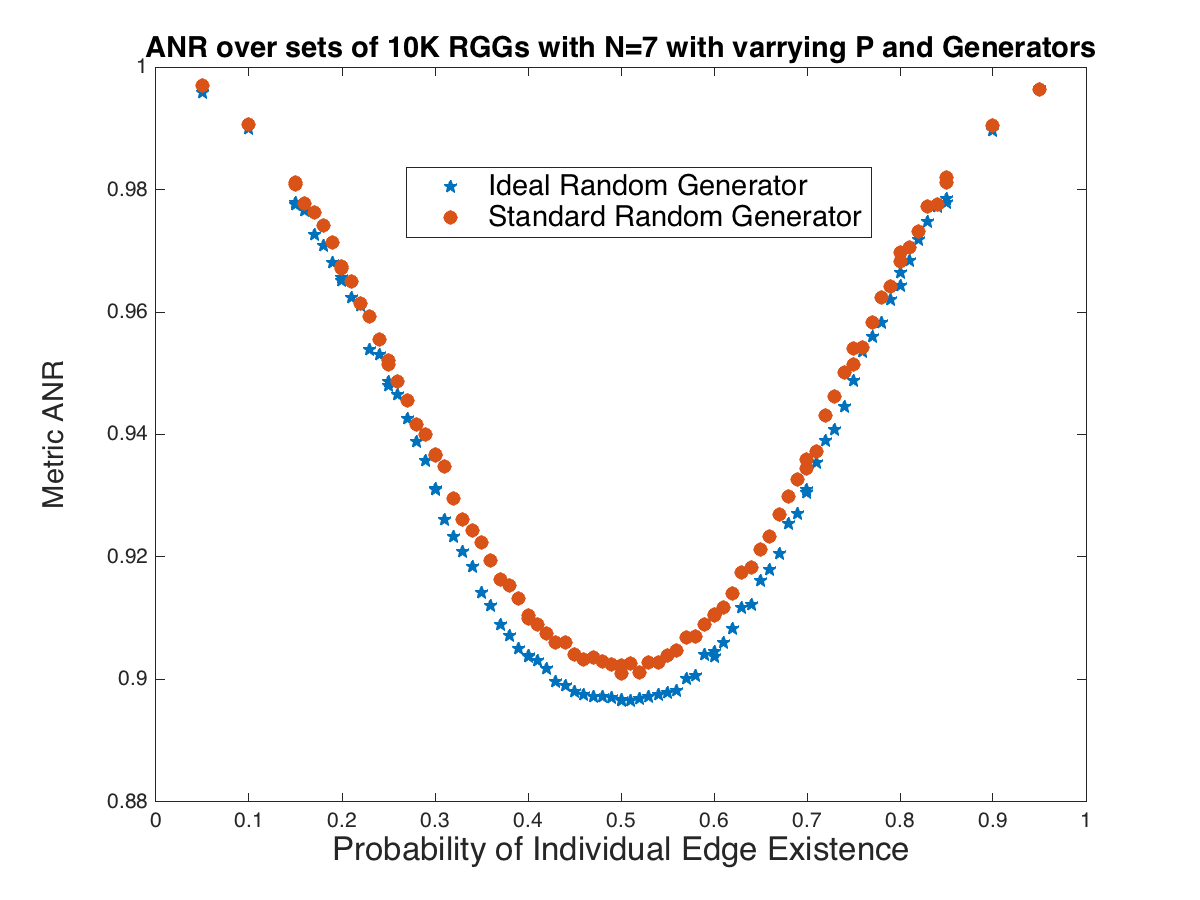 ANR over sets of 10K RGGs with N=7 with varrying P and Generators
1
0.98
0.96
0.94
0.92
0.9
0.88
Metric ANR
Ideal Random Generator
Standard Random Generator
0 0.1 0.2 0.3 0.4 0.5 0.6 0.7 0.8 0.9 1
Probability of Individual Edge Existence